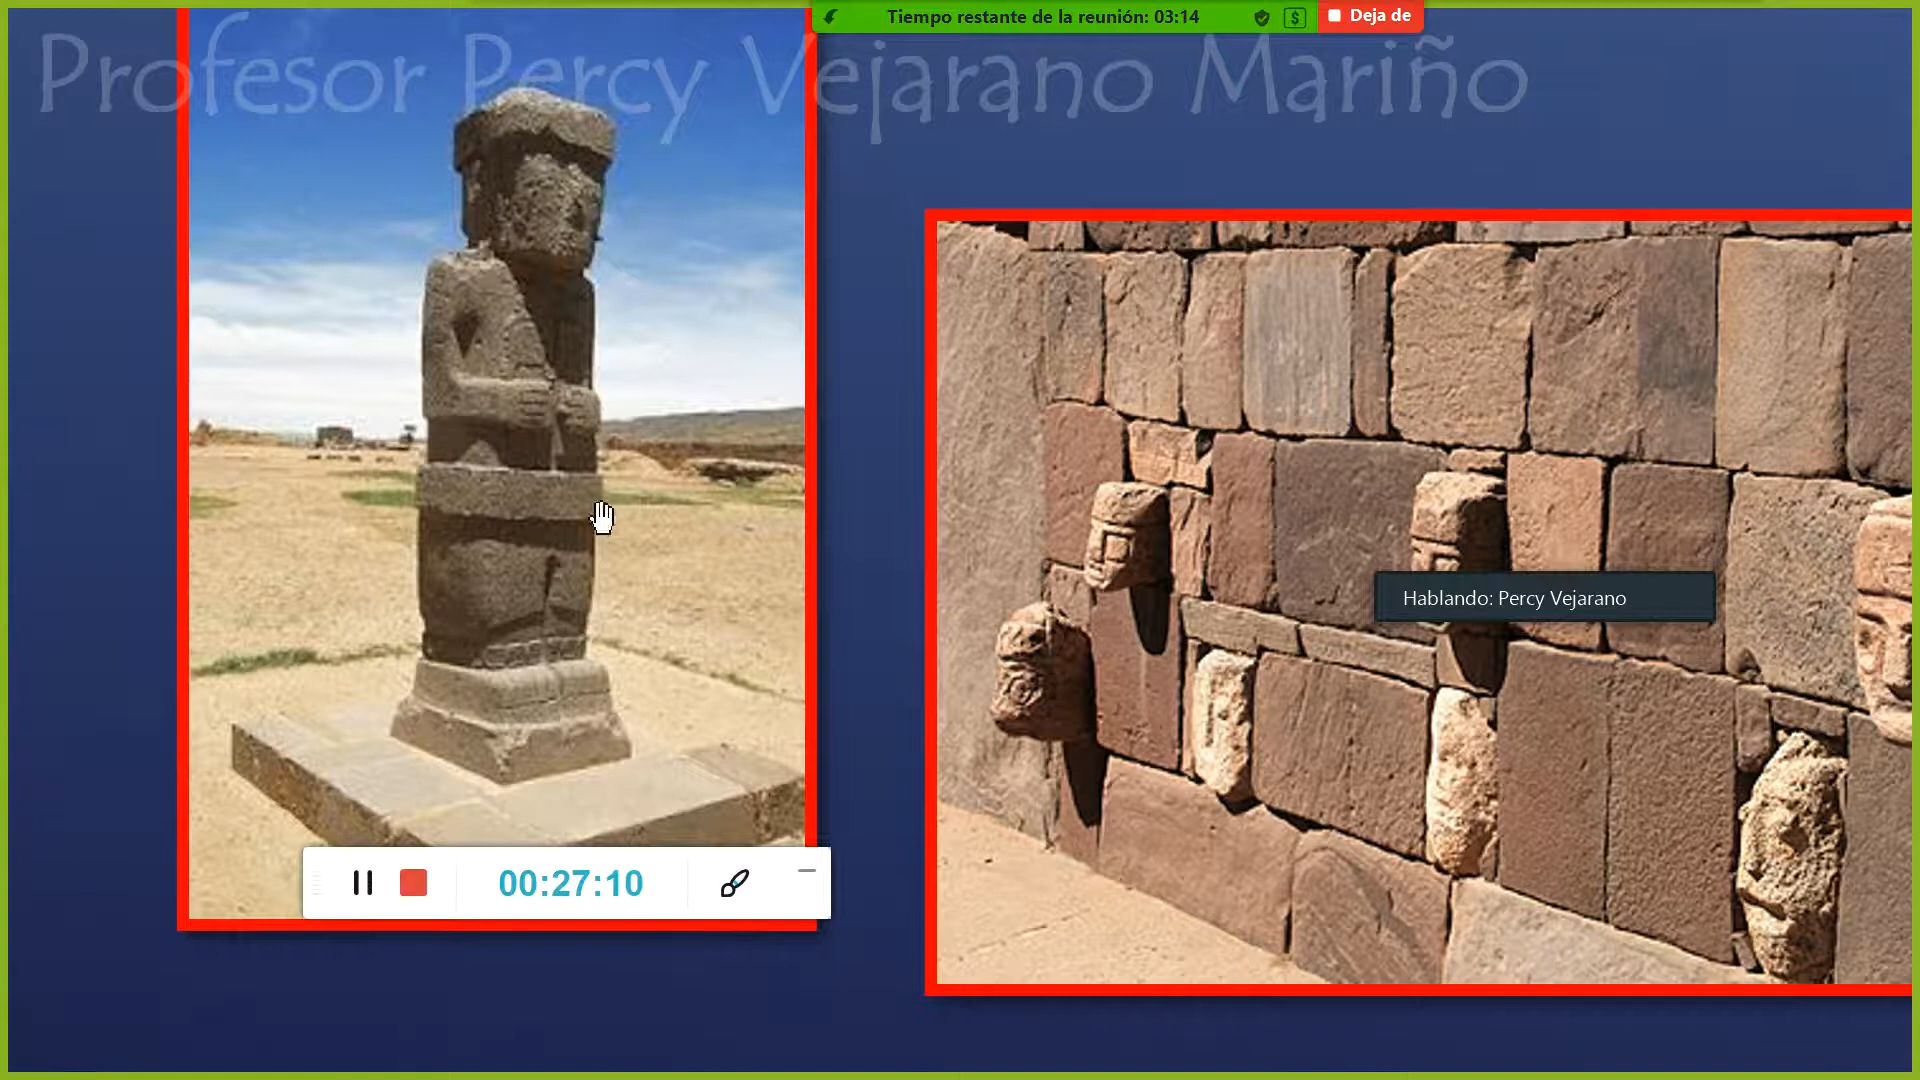 Tiempo restante de la reunión: 03:14
Deja de
Profesor Percy Vejarano Mariño
Hablando: Percy Vejarano
00:27:10